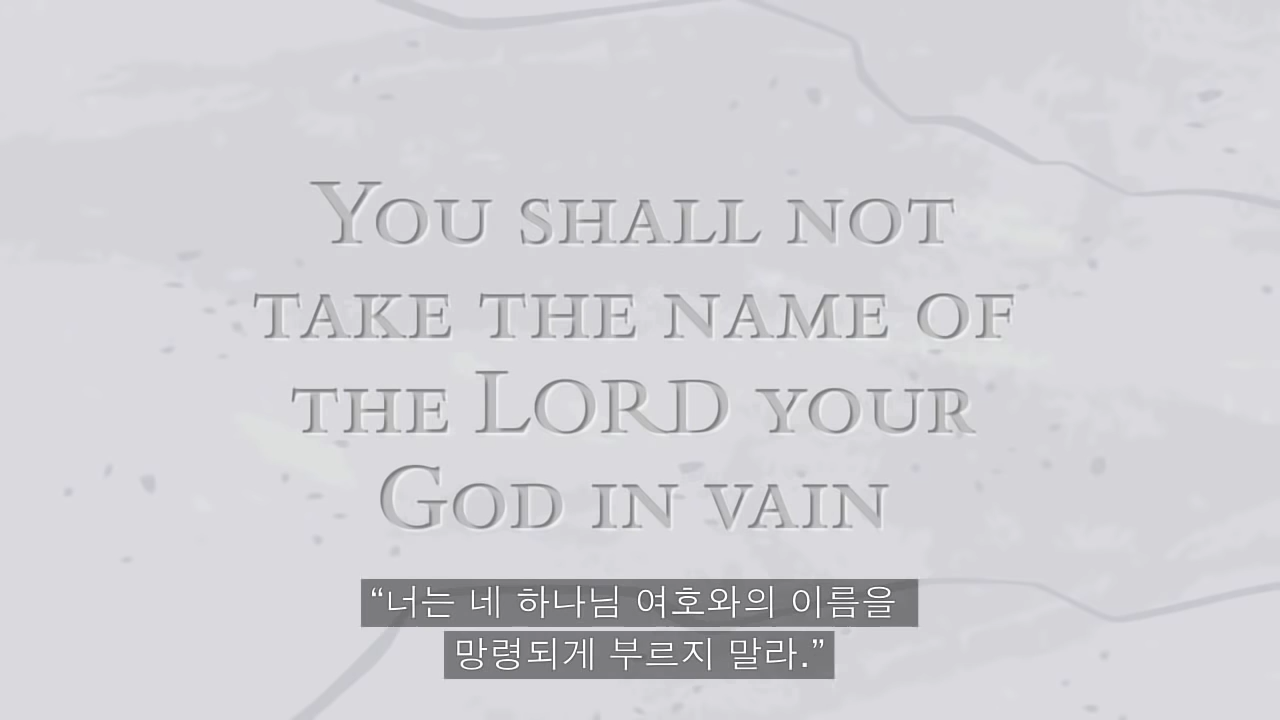 You shall not
take the name of
the LORD your
God in vain
“너는 네 하나님 여호와의 이름을
망령되게 부르지 말라.”